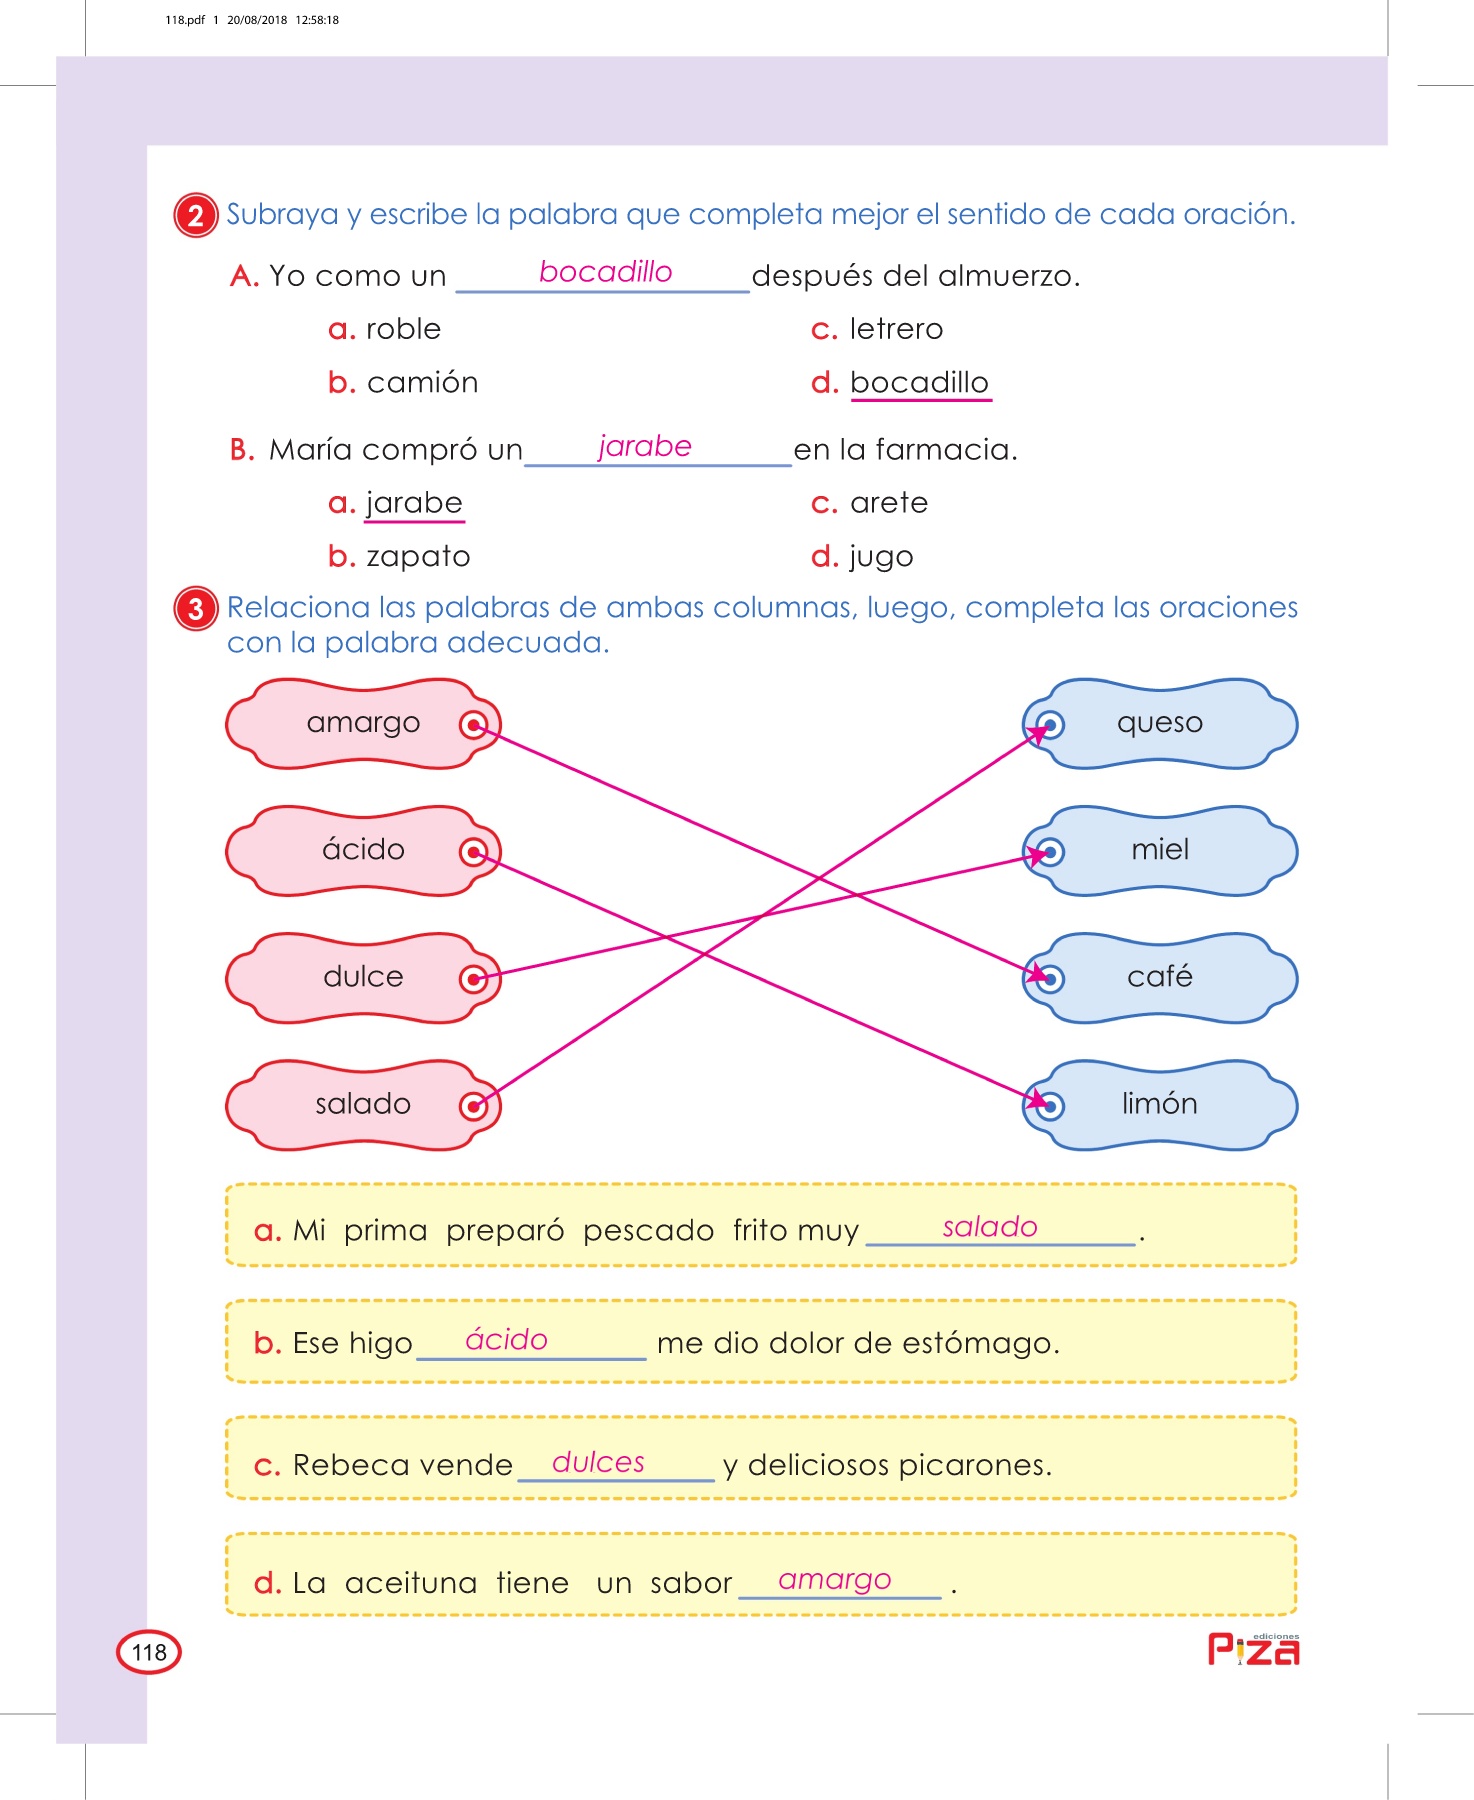 118.pdf 1 20/08/2018 12:58:18
2 Subraya y escribe la palabra que completa mejor el sentido de cada oración.
A. Yo como un bocadillo después del almuerzo.
a. roble c. letrero
b. camión d. bocadillo
B. María compró un jarabe en la farmacia.
a. jarabe c. arete
b. zapato d. jugo
3 Relaciona las palabras de ambas columnas, luego, completa las oraciones
con la palabra adecuada.
amargo queso
ácido miel
dulce café
salado limón
a. Mi prima preparó pescado frito muy salado.
b. Ese higo ácido me dio dolor de estómago.
c. Rebeca vende dulces y deliciosos picarones.
d. La aceituna tiene un sabor amargo.
118
ediciones
Piza